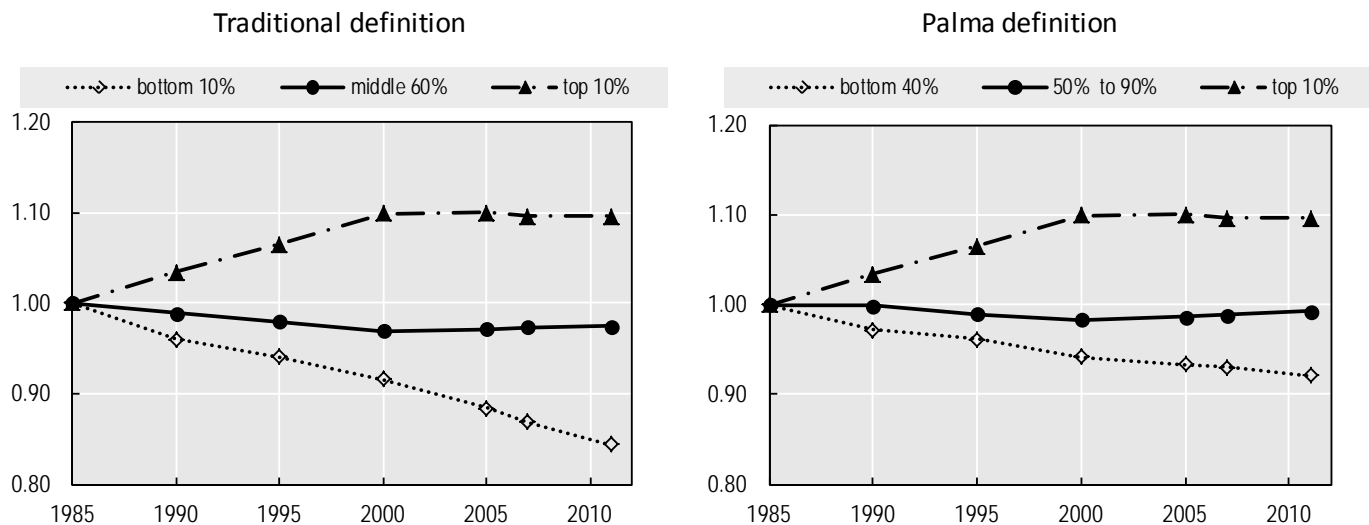 Traditional definition
bottom 10% middle 60% top 10%
1.20
1.10
1.00
0.90
0.80
1985 1990 1995 2000 2005 2010
Palma definition
bottom 40% 50% to 90% top 10%
1.20
1.10
1.00
0.90
0.80
1985 1990 1995 2000 2005 2010